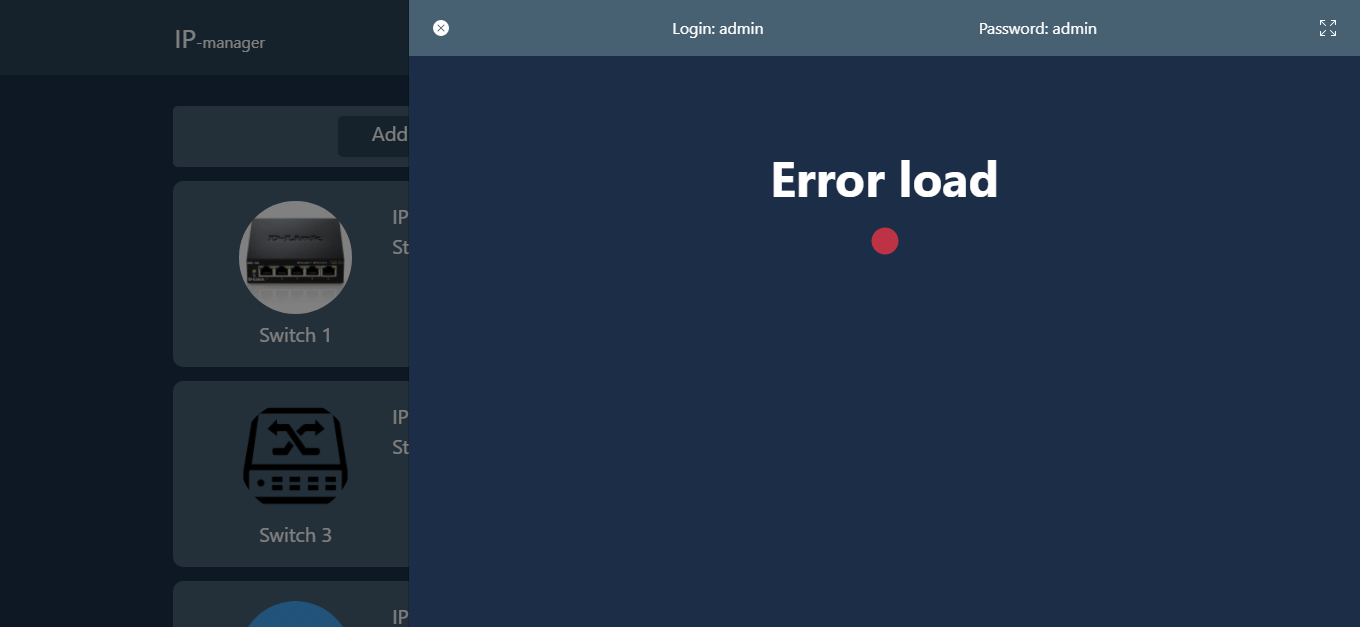 IP-manager
Login: admin
Password: admin
Add
Error load
IP
St
Switch 1
IP
St
Switch 3
IP